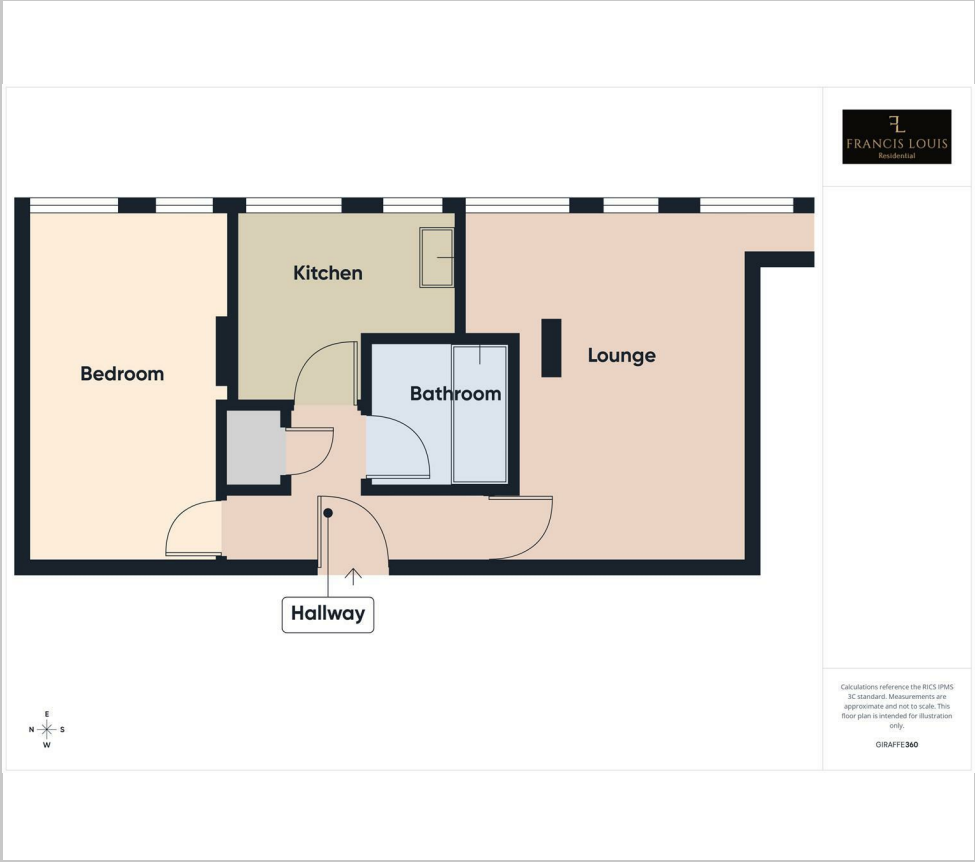 FL
FRANCIS LOUIS
Residential
Kitchen
Bedroom
Lounge
Bathroom
Hallway
E
N S
W
Calculations reference the RICS IPMS
3C standard. Measurements are
approximate and not to scale. This
floor plan is intended for illustration
only.
GIRAFFE360